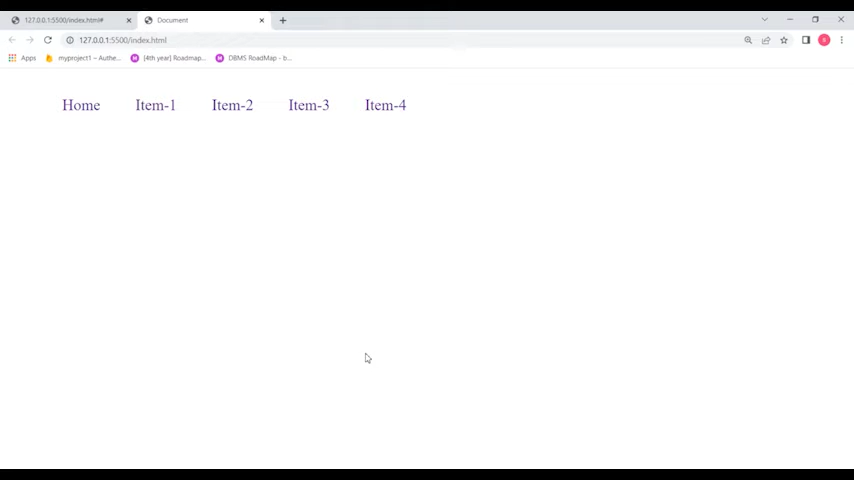 127.0.0.1:5500/index.html#
Document
127.0.0.1:5500/index.html
Apps
myproject1 – Authe...
[4th year] Roadmap...
DBMS RoadMap - b...
Home Item-1 Item-2 Item-3 Item-4